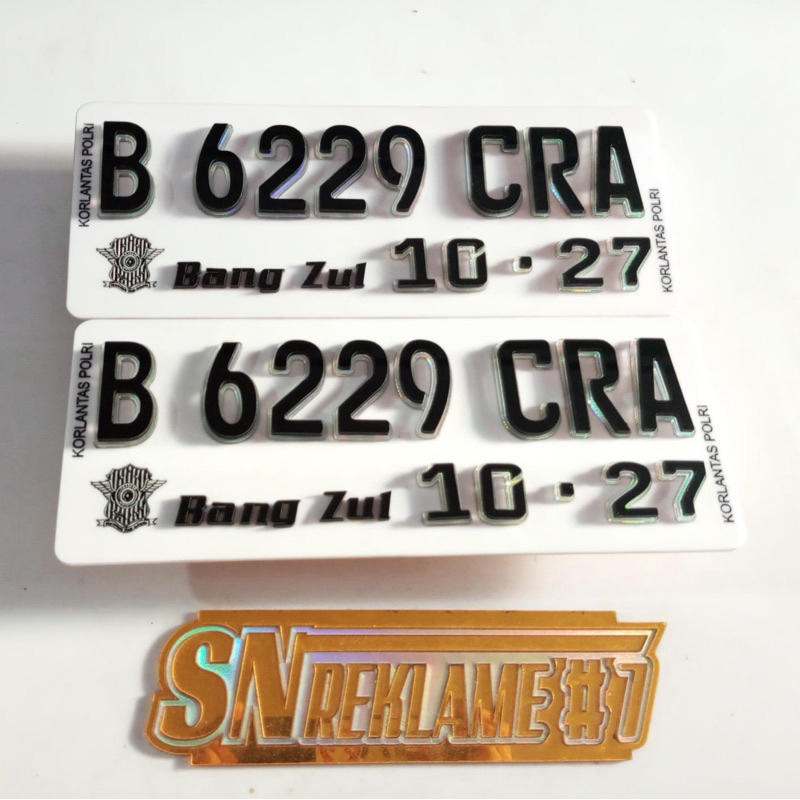 B 6229 CRA
KORLANTAS POLRI
KORLANTAS POLRI
Bang Zul 10·27
B 6229 CRA
KORLANTAS POLRI
KORLANTAS POLRI
Bang Zul 10·27
SN REKLAME #1